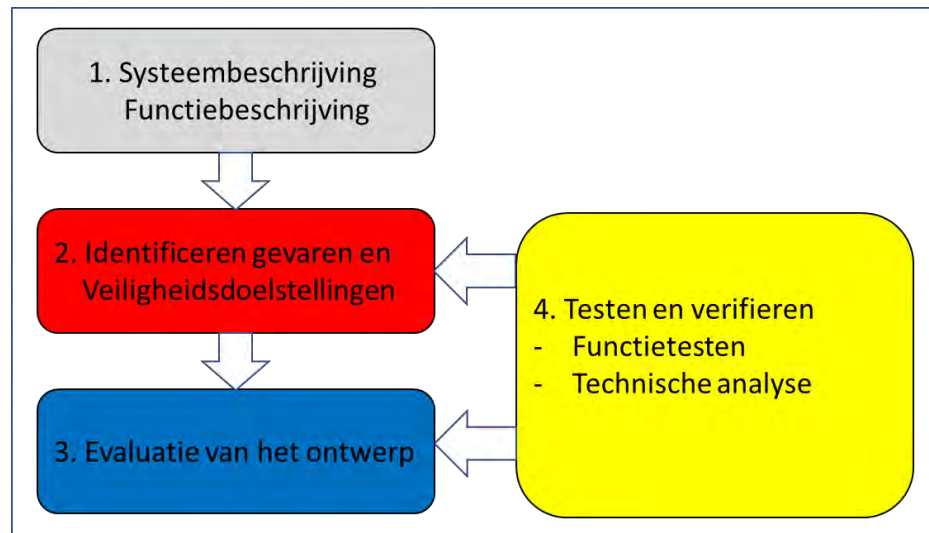 1. Systeembeschrijving
Functiebeschrijving
2. Identificeren gevaren en
Veiligheidsdoelstellingen
3. Evaluatie van het ontwerp
4. Testen en verifieren
- Functietesten
- Technische analyse